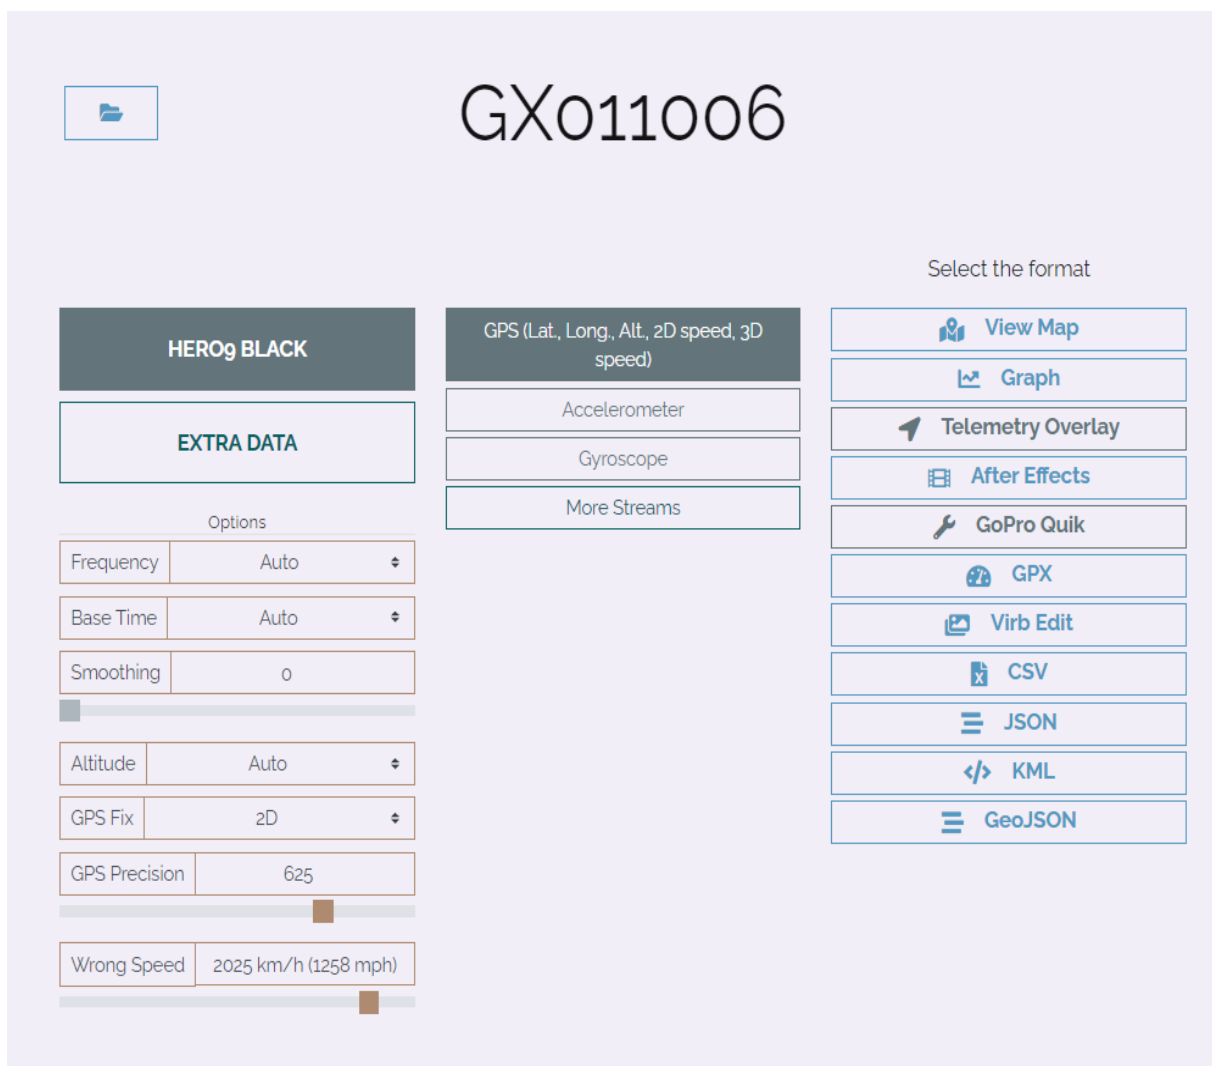 GX011006
Select the format
HERO9 BLACK
EXTRA DATA
Options
Frequency Auto
Base Time Auto
Smoothing 0
Altitude Auto
GPS Fix 2D
GPS Precision 625
Wrong Speed 2025 km/h (1258 mph)
GPS (Lat., Long., Alt., 2D speed, 3D
speed)
Accelerometer
Gyroscope
More Streams
View Map
Graph
Telemetry Overlay
After Effects
GoPro Quik
GPX
Virb Edit
CSV
JSON
KML
GeoJSON